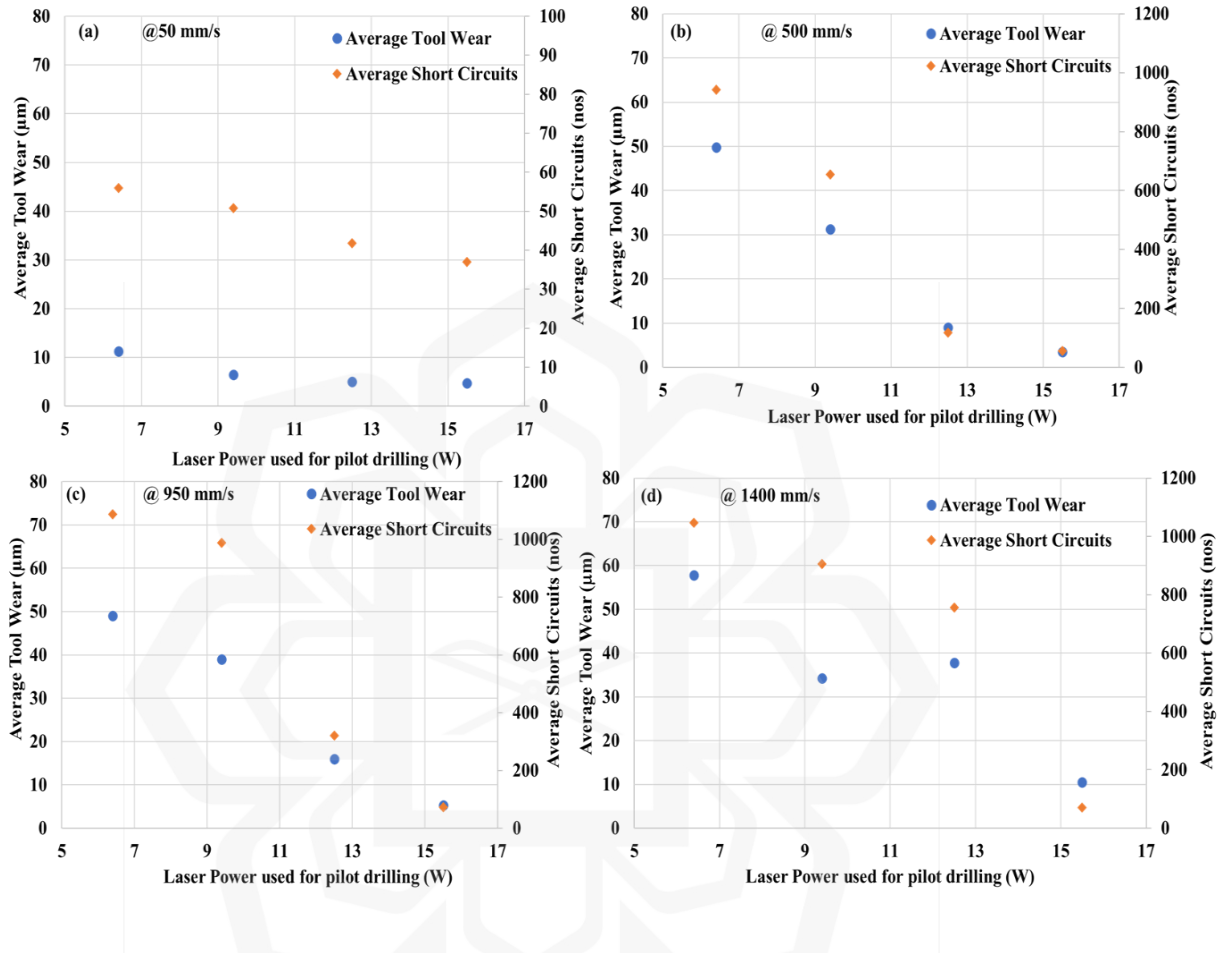 (a)
@50 mm/s
Average Tool Wear
Average Short Circuits
Average Tool Wear (µm)
80
70
60
50
40
30
20
10
0
100
90
80
70
60
50
40
30
20
10
0
Average Short Circuits (nos)
5 7 9 11 13 15 17
Laser Power used for pilot drilling (W)
(b)
@ 500 mm/s
Average Tool Wear
Average Short Circuits
Average Tool Wear (µm)
80
70
60
50
40
30
20
10
0
1200
1000
800
600
400
200
0
Average Short Circuits (nos)
5 7 9 11 13 15 17
Laser Power used for pilot drilling (W)
(c)
@ 950 mm/s
Average Tool Wear
Average Short Circuits
Average Tool Wear (µm)
80
70
60
50
40
30
20
10
0
1200
1000
800
600
400
200
0
Average Short Circuits (nos)
5 7 9 11 13 15 17
Laser Power used for pilot drilling (W)
(d)
@ 1400 mm/s
Average Tool Wear
Average Short Circuits
Average Tool Wear (µm)
80
70
60
50
40
30
20
10
0
1200
1000
800
600
400
200
0
Average Short Circuits (nos)
5 7 9 11 13 15 17
Laser Power used for pilot drilling (W)